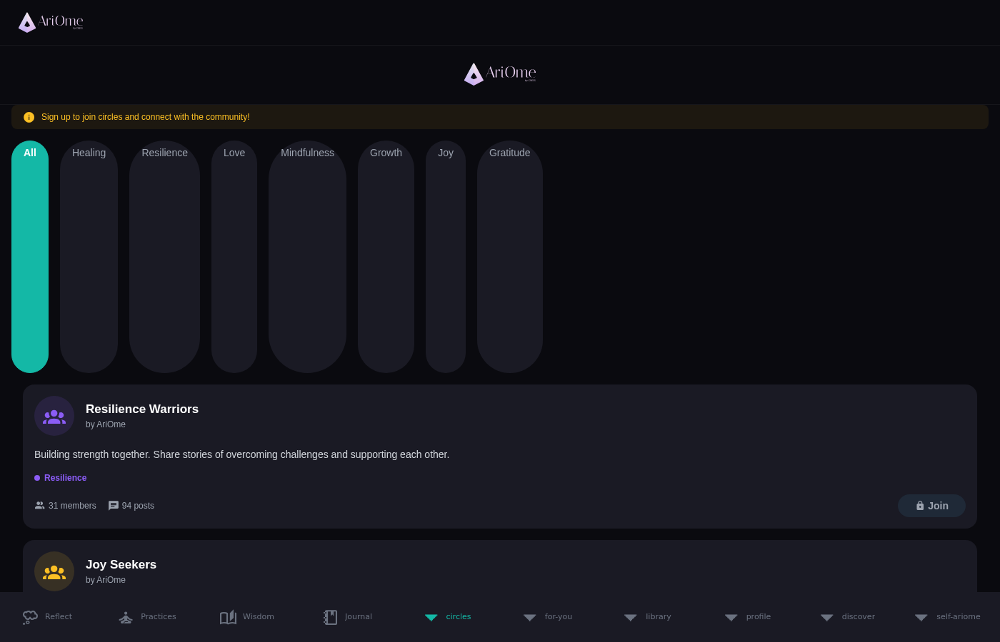 AriOme
AriOme
Sign up to join circles and connect with the community!
All Healing Resilience Love Mindfulness Growth Joy Gratitude
Resilience Warriors
by AriOme
Building strength together. Share stories of overcoming challenges and supporting each other.
Resilience
31 members 94 posts Join
Joy Seekers
by AriOme
Reflect Practices Wisdom Journal circles for-you library profile discover self-ariome